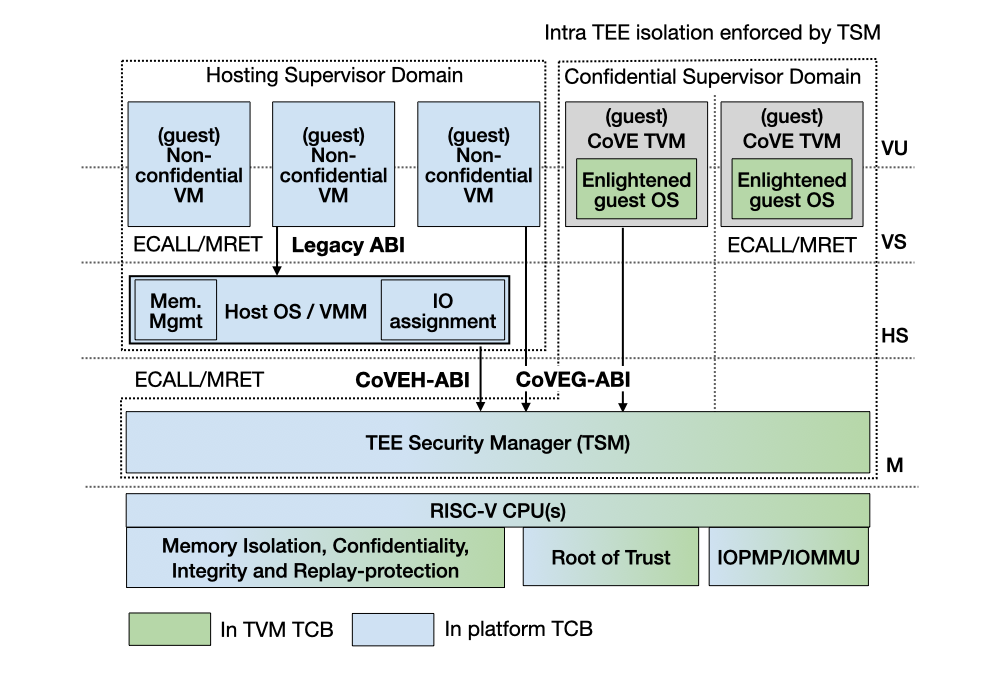 Intra TEE isolation enforced by TSM
Hosting Supervisor Domain
Confidential Supervisor Domain
(guest)
Non-
confidential
VM
(guest)
Non-
confidential
VM
(guest)
Non-
confidential
VM
(guest)
CoVE TVM
Enlightened
guest OS
(guest)
CoVE TVM
Enlightened
guest OS
VU
ECALL/MRET
Legacy ABI
ECALL/MRET
VS
Mem.
Mgmt
Host OS / VMM
IO
assignment
HS
ECALL/MRET
CoVEH-ABI
CoVEG-ABI
TEE Security Manager (TSM)
M
RISC-V CPU(s)
Memory Isolation, Confidentiality,
Integrity and Replay-protection
Root of Trust
IOPMP/IOMMU
In TVM TCB
In platform TCB